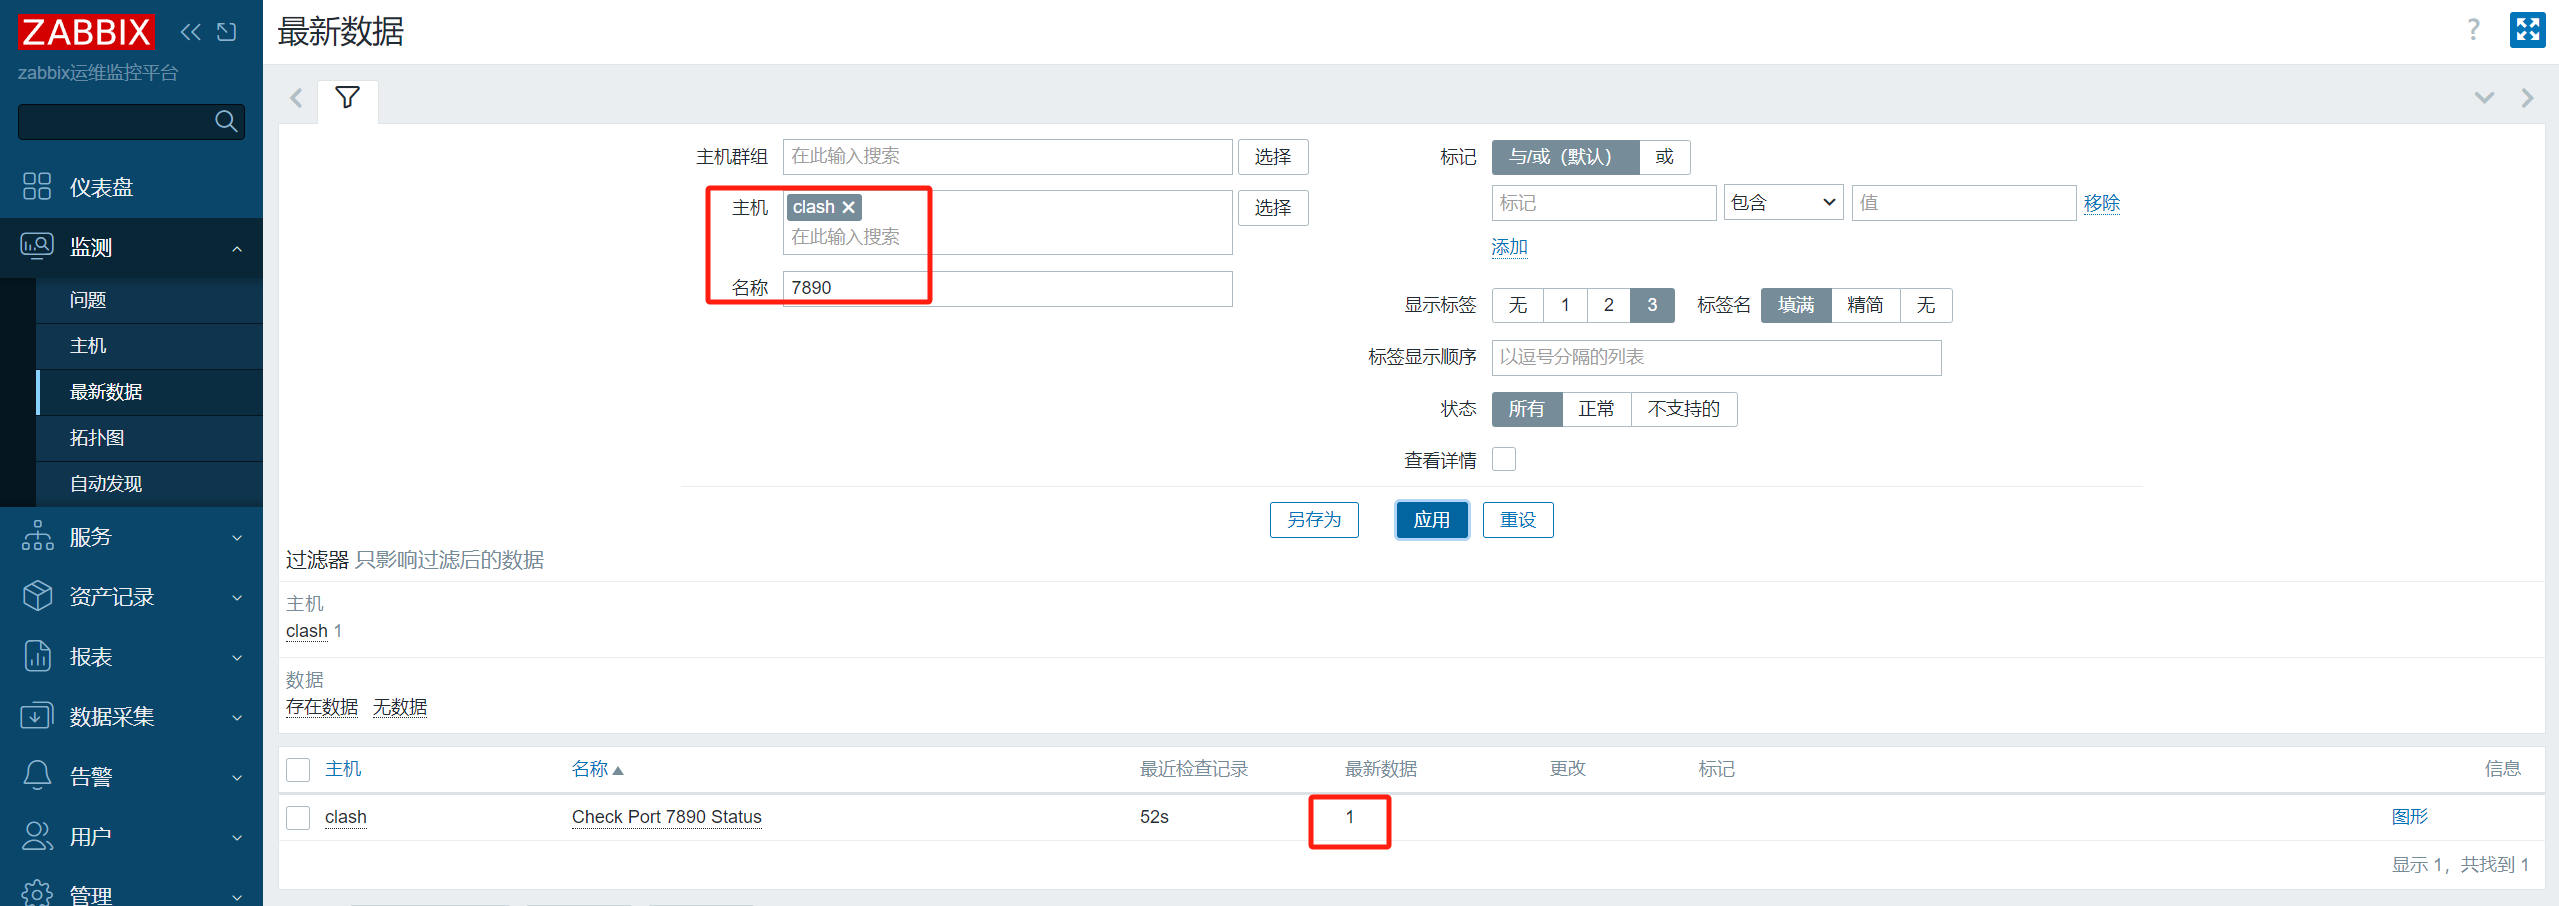 ZABBIX
zabbix运维监控平台
仪表盘
监测
问题
主机
最新数据
拓扑图
自动发现
服务
资产记录
报表
数据采集
告警
用户
管理
最新数据
?
主机群组 在此输入搜索 选择
主机 clash 选择
在此输入搜索
名称 7890
标记 与/或（默认） 或
标记 包含 值 移除
添加
显示标签 无 1 2 3 标签名 填满 精简 无
标签显示顺序 以逗号分隔的列表
状态 所有 正常 不支持的
查看详情
另存为 应用 重设
过滤器 只影响过滤后的数据
主机
clash 1
数据
存在数据 无数据
主机 名称 最近检查记录 最新数据 更改 标记 信息
clash Check Port 7890 Status 52s 1 图形
显示 1，共找到 1